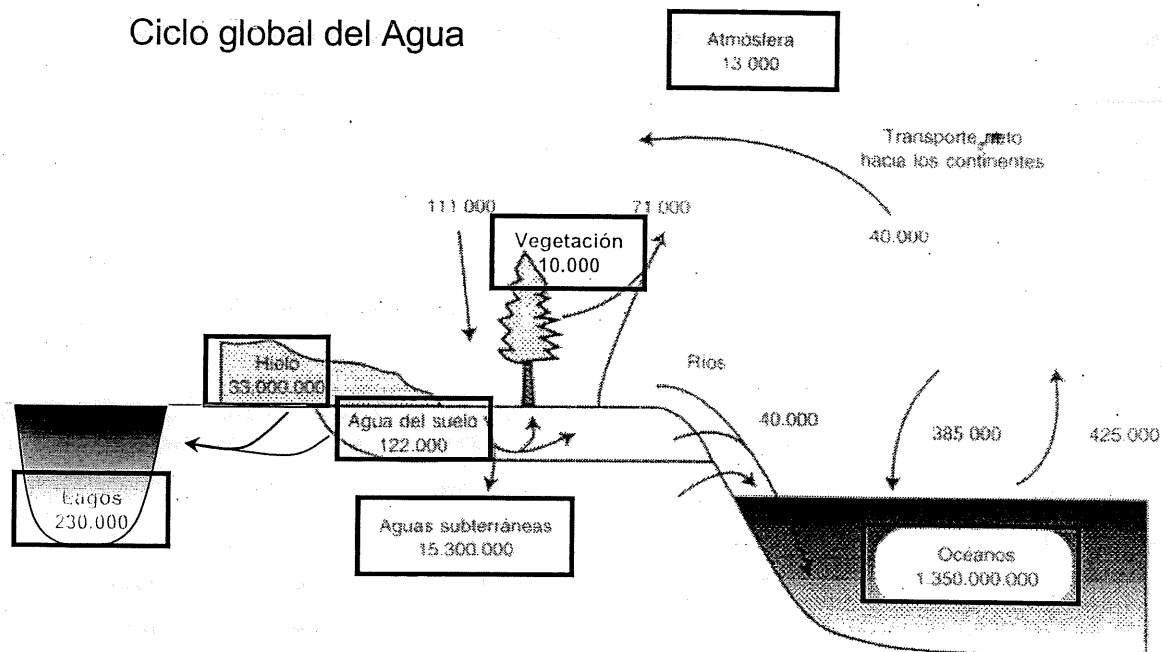 Ciclo global del Agua
Atmósfera
13 000
Transporte neto
hacia los continentes
111 000
71 000
40.000
Vegetación
10.000
Hielo
33.000.000
Ríos
Agua del suelo
122.000
40.000
385 000
425.000
Lagos
230.000
Aguas subterráneas
15.300.000
Océanos
1.350.000.000